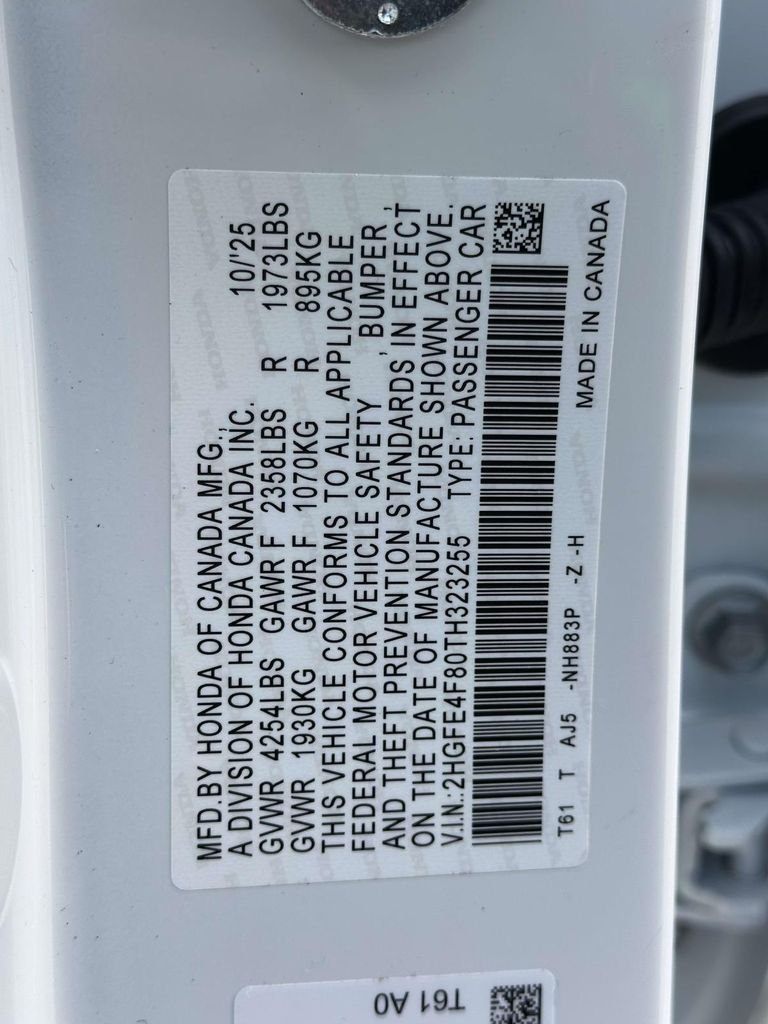 MFD.BY HONDA OF CANADA MFG.,
A DIVISION OF HONDA CANADA INC. 10/'25
GVWR 4254LBS GAWR F 2358LBS R 1973LBS
GVWR 1930KG GAWR F 1070KG R 895KG
THIS VEHICLE CONFORMS TO ALL APPLICABLE
FEDERAL MOTOR VEHICLE SAFETY , BUMPER ,
AND THEFT PREVENTION STANDARDS IN EFFECT
ON THE DATE OF MANUFACTURE SHOWN ABOVE.
V.I.N.:2HGFE4F80TH323255 TYPE: PASSENGER CAR
T61 T AJ5 -NH883P -Z -H MADE IN CANADA
T61 A0